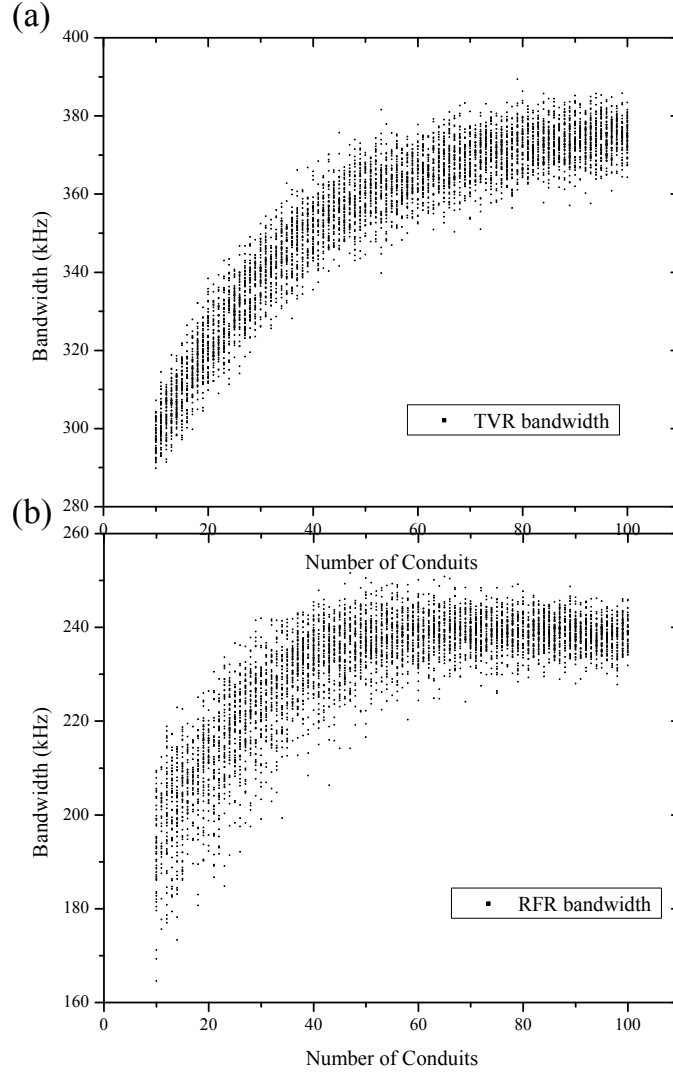 (a)
400
380
360
340
320
300
280
Bandwidth (kHz)
TVR bandwidth
0 20 40 60 80 100
Number of Conduits
(b)
260
240
220
200
180
160
Bandwidth (kHz)
RFR bandwidth
0 20 40 60 80 100
Number of Conduits